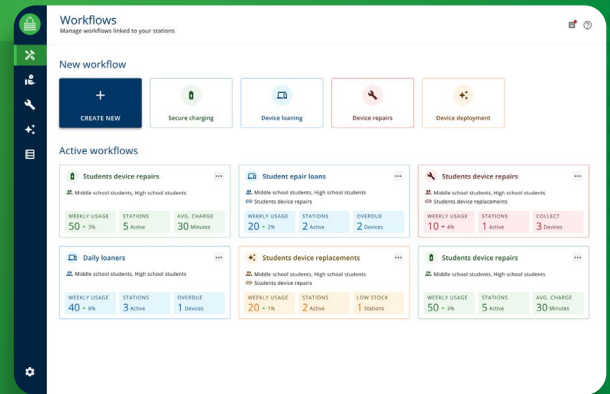 Workflows
Manage workflows linked to your stations
New workflow
+
CREATE NEW
Secure charging
Device loaning
Device repairs
Device deployment
Active workflows
Students device repairs
Middle school students, High school students
WEEKLY USAGE STATIONS AVG. CHARGE
50 3% 5 Active 30 Minutes
Student epair loans
Middle school students, High school students
Students device repairs
WEEKLY USAGE STATIONS OVERDUE
20 2% 2 Active 2 Devices
Students device repairs
Middle school students, High school students
Students device replacements
WEEKLY USAGE STATIONS COLLECT
10 4% 1 Active 3 Devices
Daily loaners
Middle school students, High school students
WEEKLY USAGE STATIONS OVERDUE
40 8% 3 Active 1 Devices
Students device replacements
Middle school students, High school students
Students device repairs
WEEKLY USAGE STATIONS LOW STOCK
20 1% 2 Active 1 Stations
Students device repairs
Middle school students, High school students
WEEKLY USAGE STATIONS AVG. CHARGE
50 3% 5 Active 30 Minutes